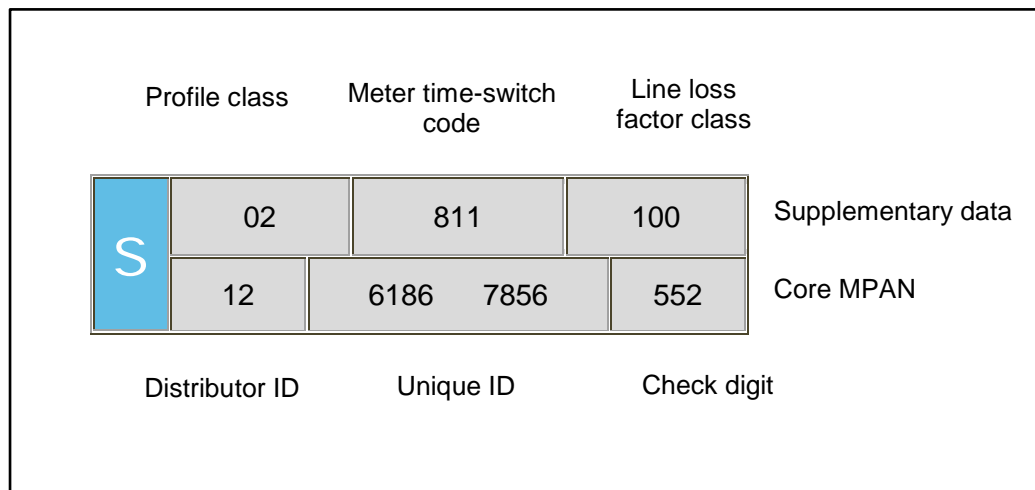 Profile class
Meter time-switch
code
Line loss
factor class
S
02 811 100
Supplementary data
12 6186 7856 552
Core MPAN
Distributor ID Unique ID Check digit